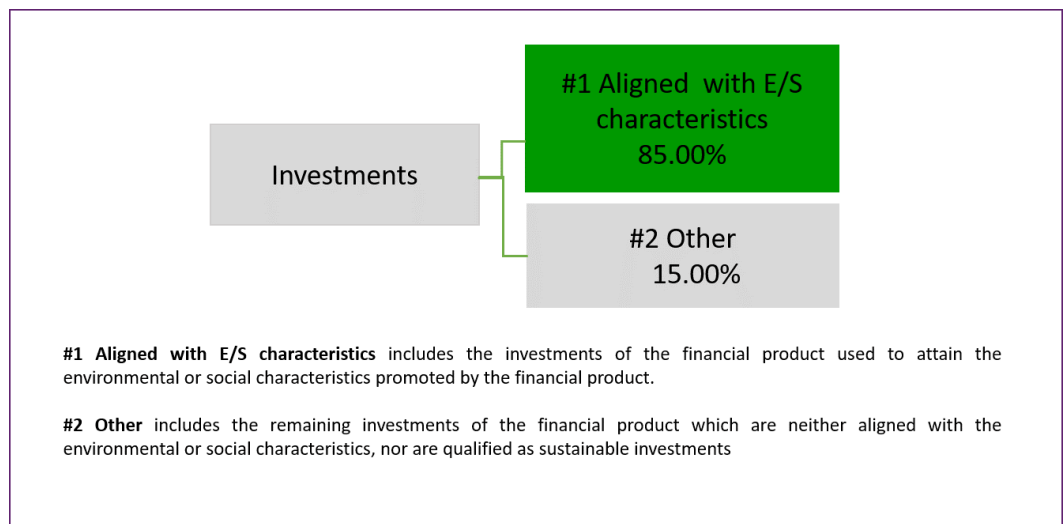 #1 Aligned with E/S
characteristics
85.00%
Investments
#2 Other
15.00%
#1 Aligned with E/S characteristics includes the investments of the financial product used to attain the
environmental or social characteristics promoted by the financial product.
#2 Other includes the remaining investments of the financial product which are neither aligned with the
environmental or social characteristics, nor are qualified as sustainable investments